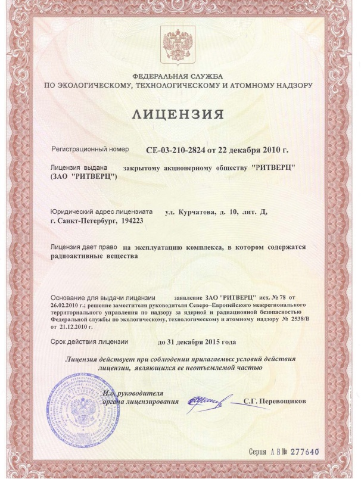 ФЕДЕРАЛЬНАЯ СЛУЖБА
ПО ЭКОЛОГИЧЕСКОМУ, ТЕХНОЛОГИЧЕСКОМУ И АТОМНОМУ НАДЗОРУ
ЛИЦЕНЗИЯ
Регистрационный номер СЕ-03-210-2824 от 22 декабря 2010 г.
Лицензия выдана закрытому акционерному обществу "РИТВЕРЦ"
(ЗАО "РИТВЕРЦ")
Юридический адрес лицензиата ул. Курчатова, д. 10, лит. Д,
г. Санкт-Петербург, 194223
Лицензия дает право на эксплуатацию комплекса, в котором содержатся
радиоактивные вещества
Основание для выдачи лицензии заявление ЗАО "РИТВЕРЦ" исх. № 78 от
26.02.2010 г.; решение заместителя руководителя Северо-Европейского межрегионального
территориального управления по надзору за ядерной и радиационной безопасностью
Федеральной службы по экологическому, технологическому и атомному надзору № 2538/В
от 21.12.2010 г.
Срок действия лицензии до 31 декабря 2015 года
Лицензия действует при соблюдении прилагаемых условий действия
лицензии, являющихся ее неотъемлемой частью
И.о. руководителя
органа лицензирования С.Г. Перевощиков
Серия А В № 277640